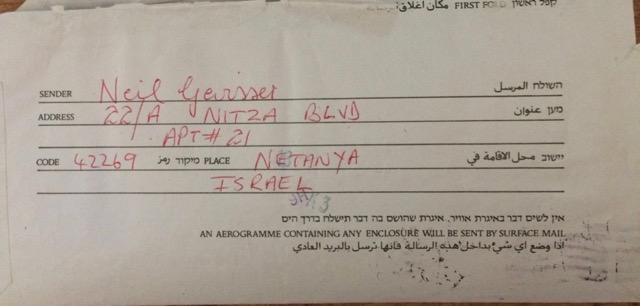 קפל ראשון FIRST FOLD مكان اغلاق
SENDER Neil השולח المرسل
ADDRESS 22/A NITZA BLVD מען عنوان
APT # 21
CODE 42269 מיקוד رمز PLACE NETANYA יישוב محل الاقامة في
ISRAEL
אין לשים דבר באיגרת אוויר, איגרת שהושם בה דבר תישלח בדרך הים
AN AEROGRAMME CONTAINING ANY ENCLOSURE WILL BE SENT BY SURFACE MAIL
اذا وضع اي شيء بداخل هذه الرسالة فانها ترسل بالبريد العادي